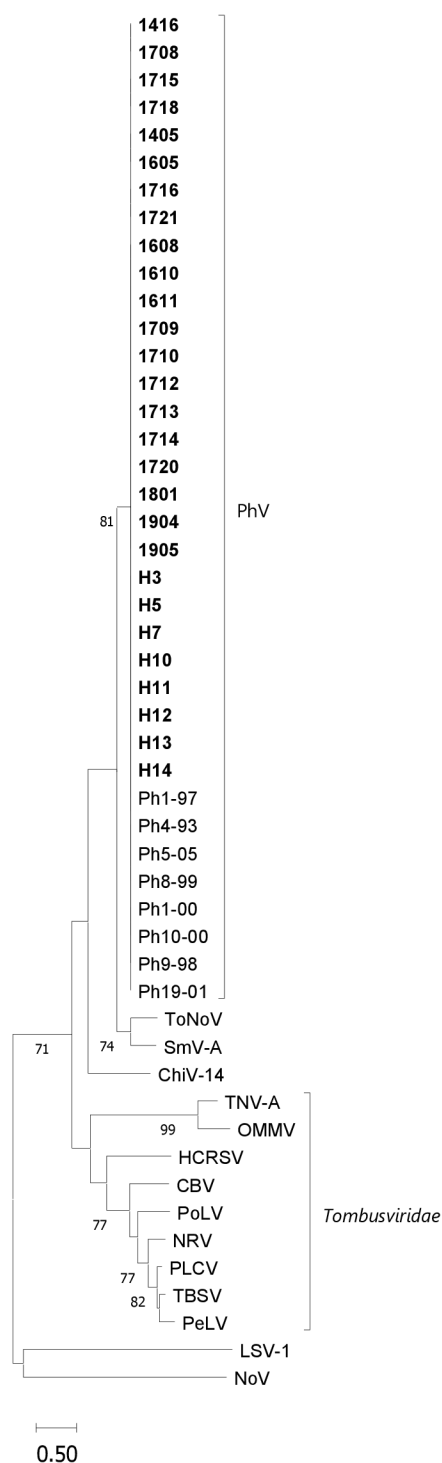 1416
1708
1715
1718
1405
1605
1716
1721
1608
1610
1611
1709
1710
1712
1713
1714
1720
1801
81
PhV
1904
1905
H3
H5
H7
H10
H11
H12
H13
H14
Ph1-97
Ph4-93
Ph5-05
Ph8-99
Ph1-00
Ph10-00
Ph9-98
Ph19-01
ToNoV
71
74
SmV-A
ChiV-14
TNV-A
99
OMMV
HCRSV
CBV
77
PoLV
Tombusviridae
NRV
77
PLCV
82
TBSV
PeLV
LSV-1
NoV
0.50